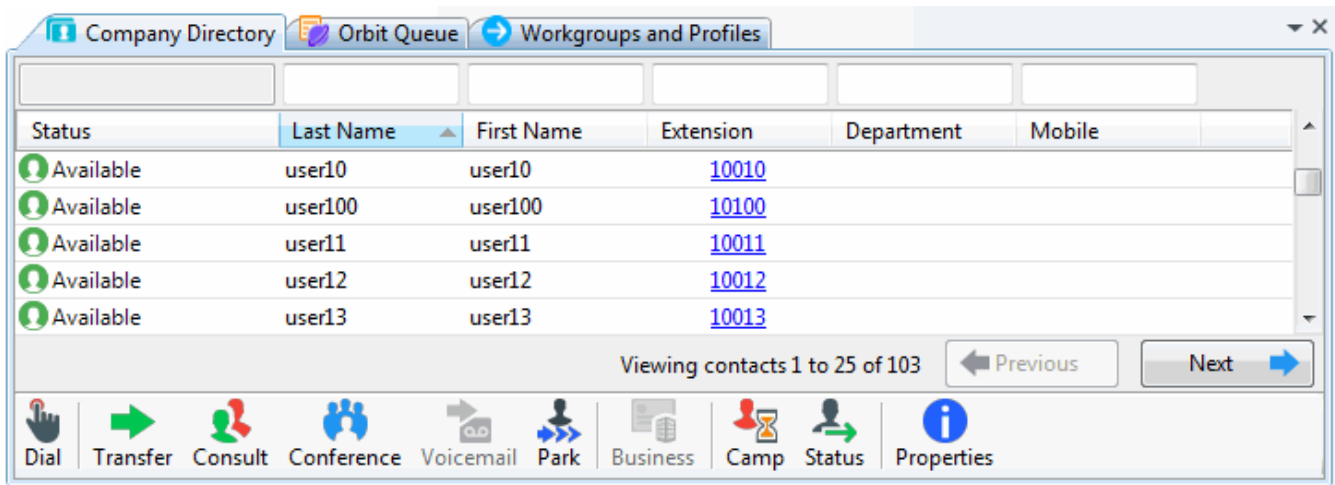 Company Directory Orbit Queue Workgroups and Profiles
Status Last Name First Name Extension Department Mobile
Available user10 user10 10010
Available user100 user100 10100
Available user11 user11 10011
Available user12 user12 10012
Available user13 user13 10013
Viewing contacts 1 to 25 of 103 Previous Next
Dial Transfer Consult Conference Voicemail Park Business Camp Status Properties